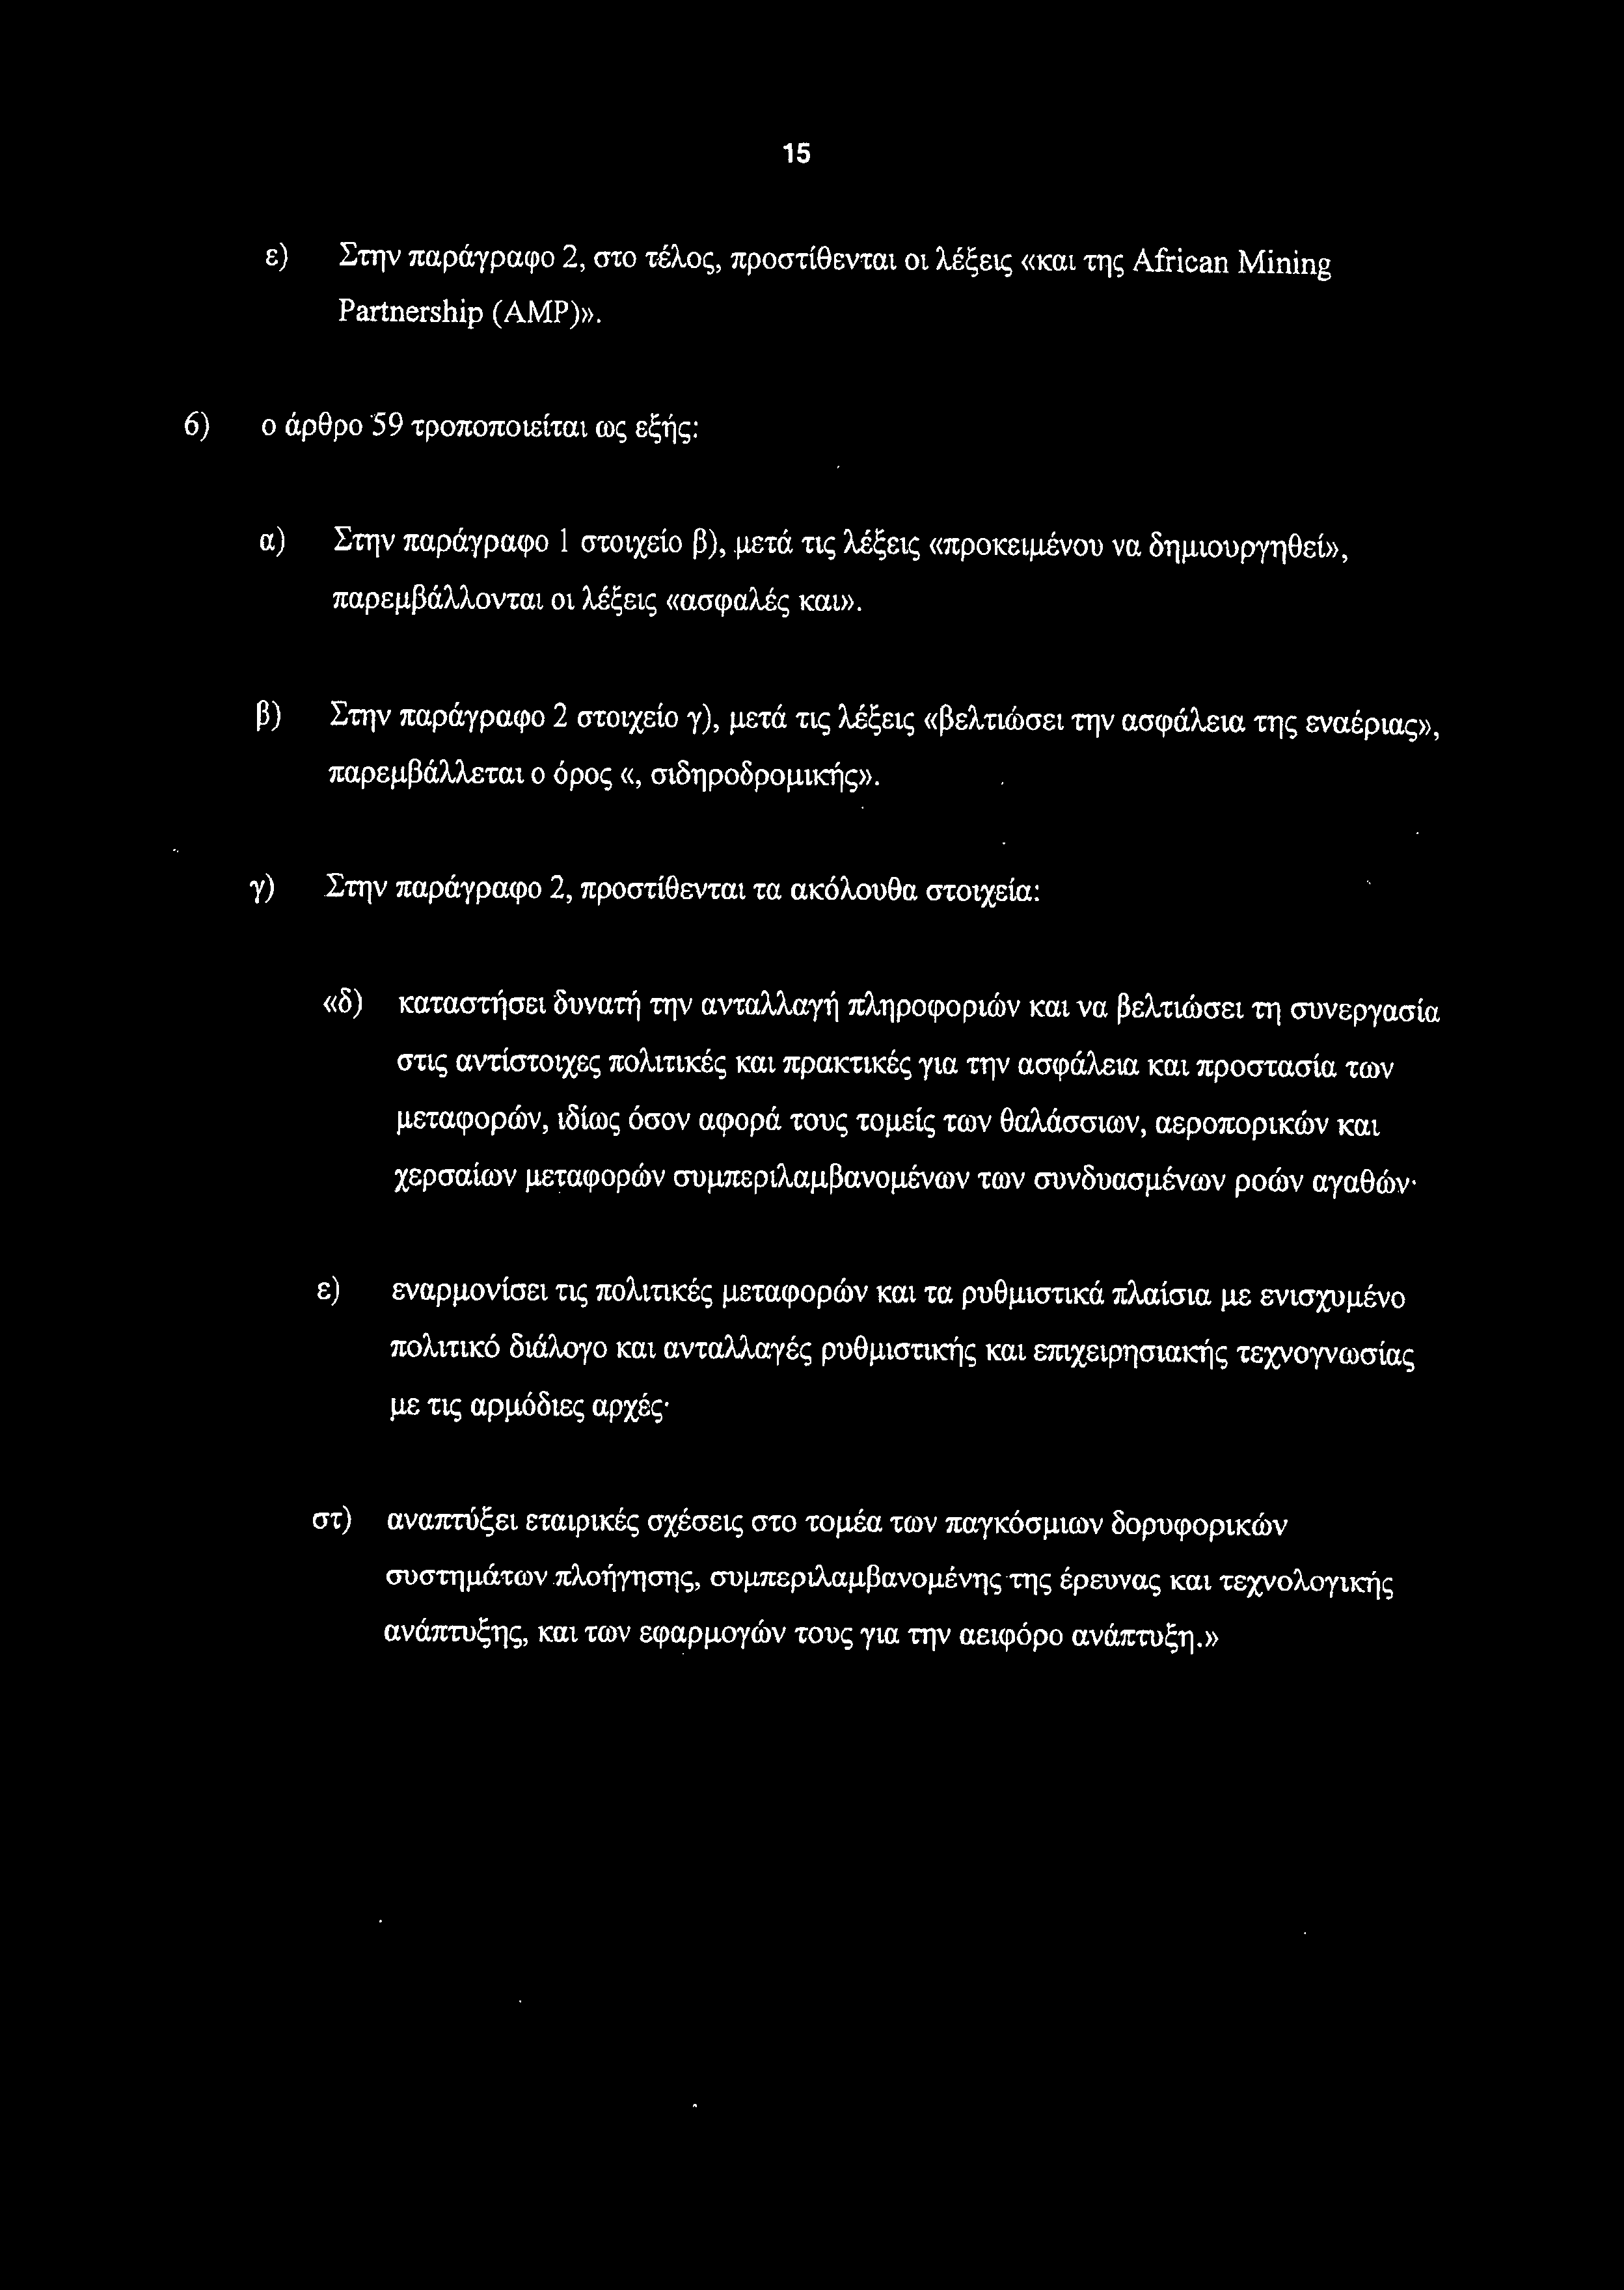 15
ε) Στην παράγραφο 2, στο τέλος, προστίθενται οι λέξεις «και της African Mining
Partnership (AMP)».
6) ο άρθρο 59 τροποποιείται ως εξής:
α) Στην παράγραφο 1 στοιχείο β), μετά τις λέξεις «προκειμένου να δημιουργηθεί»,
παρεμβάλλονται οι λέξεις «ασφαλές και».
β) Στην παράγραφο 2 στοιχείο γ), μετά τις λέξεις «βελτιώσει την ασφάλεια της εναέριας»,
παρεμβάλλεται ο όρος «, σιδηροδρομικής».
γ) Στην παράγραφο 2, προστίθενται τα ακόλουθα στοιχεία:
«δ) καταστήσει δυνατή την ανταλλαγή πληροφοριών και να βελτιώσει τη συνεργασία
στις αντίστοιχες πολιτικές και πρακτικές για την ασφάλεια και προστασία των
μεταφορών, ιδίως όσον αφορά τους τομείς των θαλάσσιων, αεροπορικών και
χερσαίων μεταφορών συμπεριλαμβανομένων των συνδυασμένων ροών αγαθών·
ε) εναρμονίσει τις πολιτικές μεταφορών και τα ρυθμιστικά πλαίσια με ενισχυμένο
πολιτικό διάλογο και ανταλλαγές ρυθμιστικής και επιχειρησιακής τεχνογνωσίας
με τις αρμόδιες αρχές·
στ) αναπτύξει εταιρικές σχέσεις στο τομέα των παγκόσμιων δορυφορικών
συστημάτων πλοήγησης, συμπεριλαμβανομένης της έρευνας και τεχνολογικής
ανάπτυξης, και των εφαρμογών τους για την αειφόρο ανάπτυξη.»